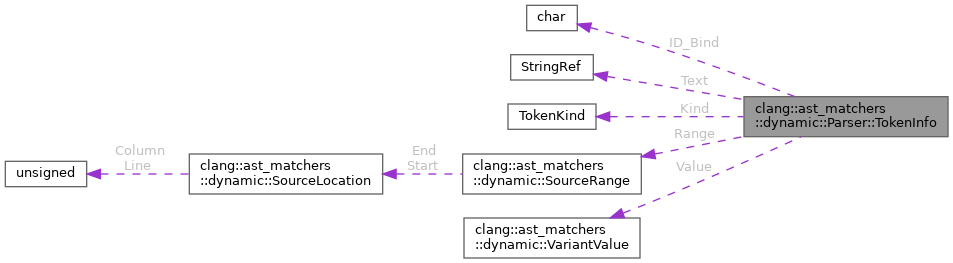 char
ID_Bind
StringRef
Text
clang::ast_matchers
::dynamic::Parser::TokenInfo
TokenKind
Kind
Range
unsigned
Column
Line
clang::ast_matchers
::dynamic::SourceLocation
End
Start
clang::ast_matchers
::dynamic::SourceRange
Value
clang::ast_matchers
::dynamic::VariantValue